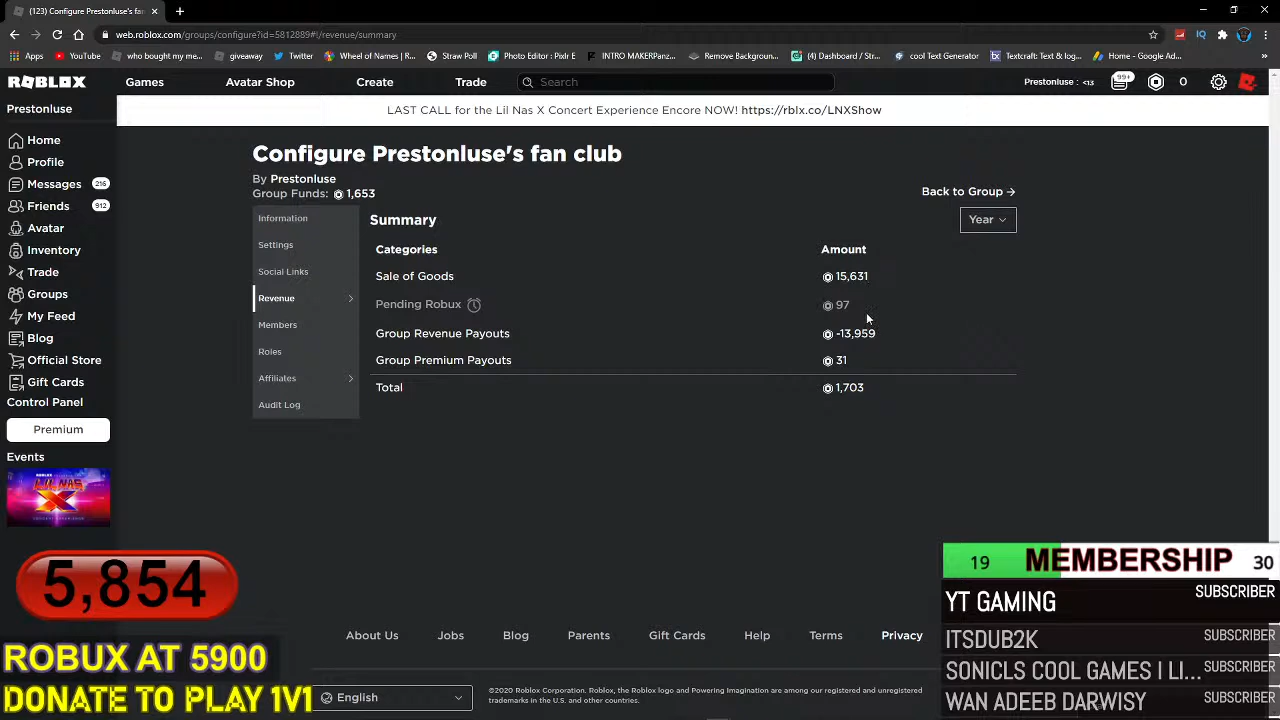 (123) Configure Prestonluse's fan
web.roblox.com/groups/configure?id=5812889#!/revenue/summary
Apps YouTube who bought my me... giveaway Wheel of Names | R... Straw Poll Photo Editor : Pixlr E INTRO MAKERPanz... Remove Background... (4) Dashboard / Str... cool Text Generator Textcraft: Text & log... Home - Google Ad...
ROBLOX Games Avatar Shop Create Trade Search Prestonluse: <13 99+ 0
Prestonluse
LAST CALL for the Lil Nas X Concert Experience Encore NOW! https://rblx.co/LNXShow
Home
Profile
Messages 216
Friends 912
Avatar
Inventory
Trade
Groups
My Feed
Blog
Official Store
Gift Cards
Control Panel
Premium
Events
LIL NAS X
Configure Prestonluse's fan club
By Prestonluse
Group Funds: 1,653
Back to Group
Information
Settings
Social Links
Revenue
Members
Roles
Affiliates
Audit Log
Summary
Year
Categories Amount
Sale of Goods 15,631
Pending Robux 97
Group Revenue Payouts -13,959
Group Premium Payouts 31
Total 1,703
5,854
ROBUX AT 5900
DONATE TO PLAY 1V1
19 MEMBERSHIP 30
YT GAMING SUBSCRIBER
ITSDUB2K SUBSCRIBER
SONICLS COOL GAMES I LI... SUBSCRIBER
WAN ADEEB DARWISY SUBSCRIBER
About Us Jobs Blog Parents Gift Cards Help Terms Privacy
English
©2020 Roblox Corporation. Roblox, the Roblox logo and Powering Imagination are among our registered and unregistered
trademarks in the U.S. and other countries.